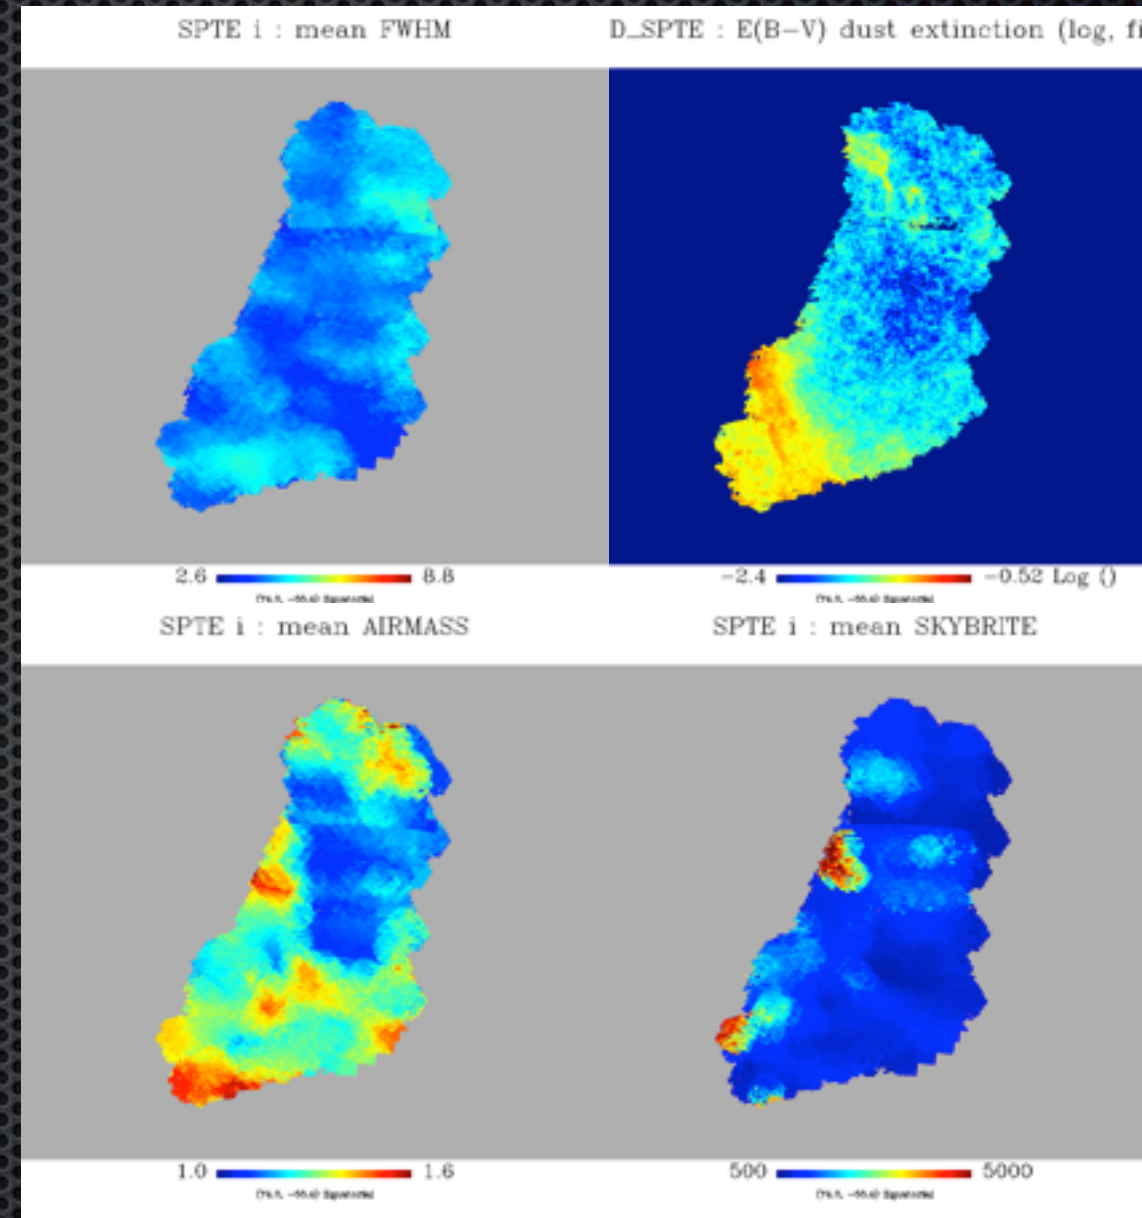 SPTE i : mean FWHM
D_SPTE : E(B−V) dust extinction (log,
2.6 8.8
−2.4 −0.52 Log ()
SPTE i : mean AIRMASS
SPTE i : mean SKYBRITE
1.0 1.6
500 5000